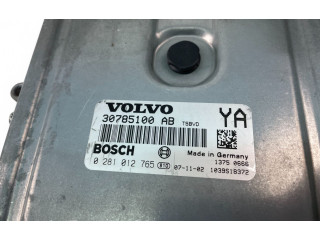 VOLVO
30785100 AB TSBVD
YA
BOSCH
Made in Germany
1375 0666
0 281 012 765 810 07-11-02 1039S18372